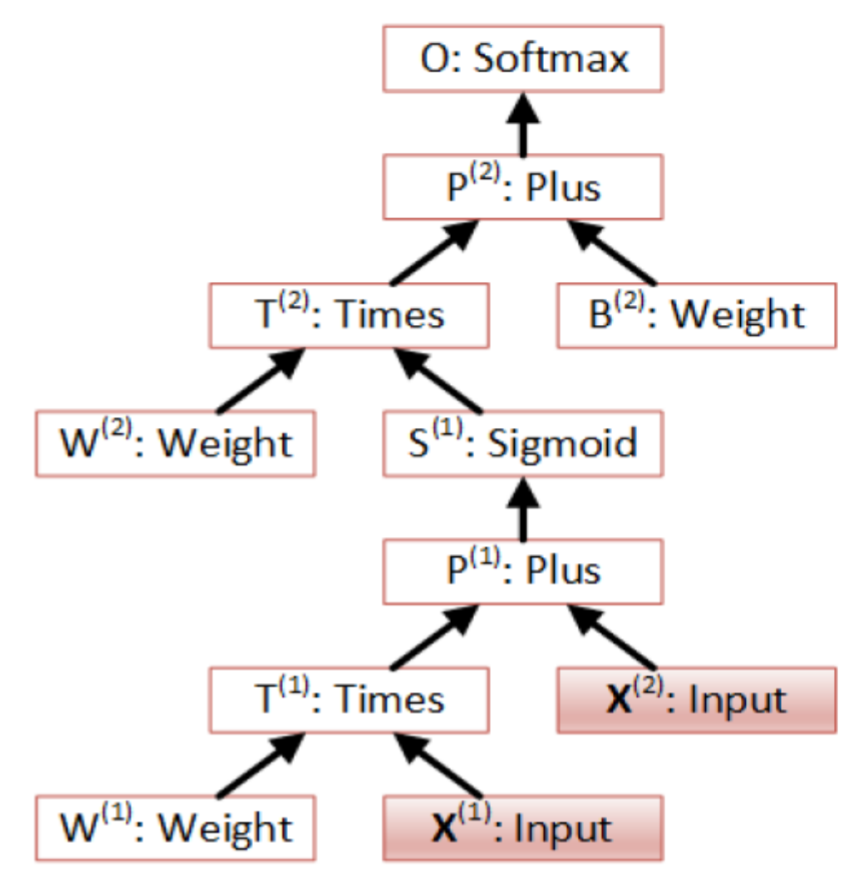 O: Softmax
P(2): Plus
T(2): Times
B(2): Weight
W(2): Weight
S(1): Sigmoid
P(1): Plus
T(1): Times
X(2): Input
W(1): Weight
X(1): Input